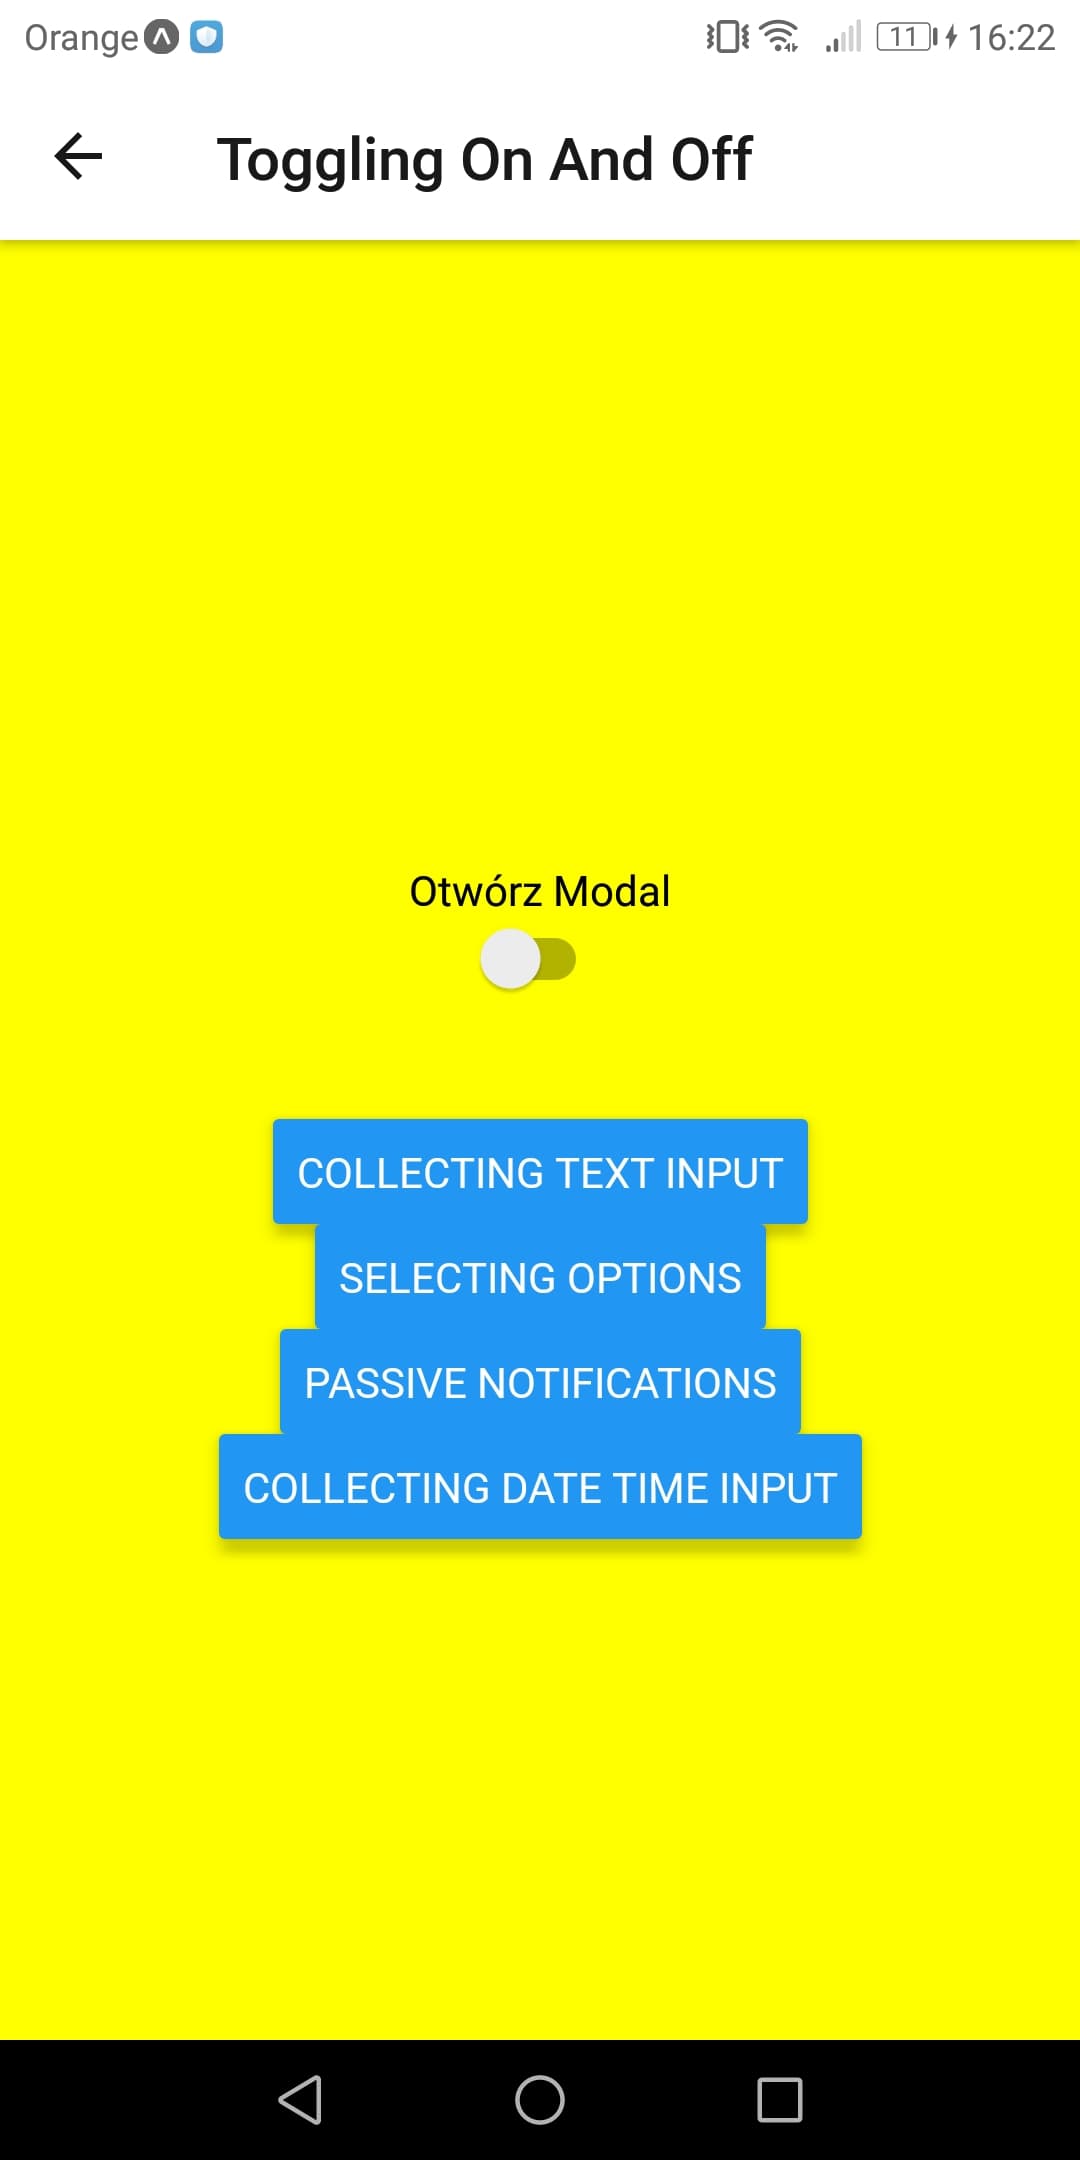 Orange 11 16:22
Toggling On And Off
Otwórz Modal
COLLECTING TEXT INPUT
SELECTING OPTIONS
PASSIVE NOTIFICATIONS
COLLECTING DATE TIME INPUT